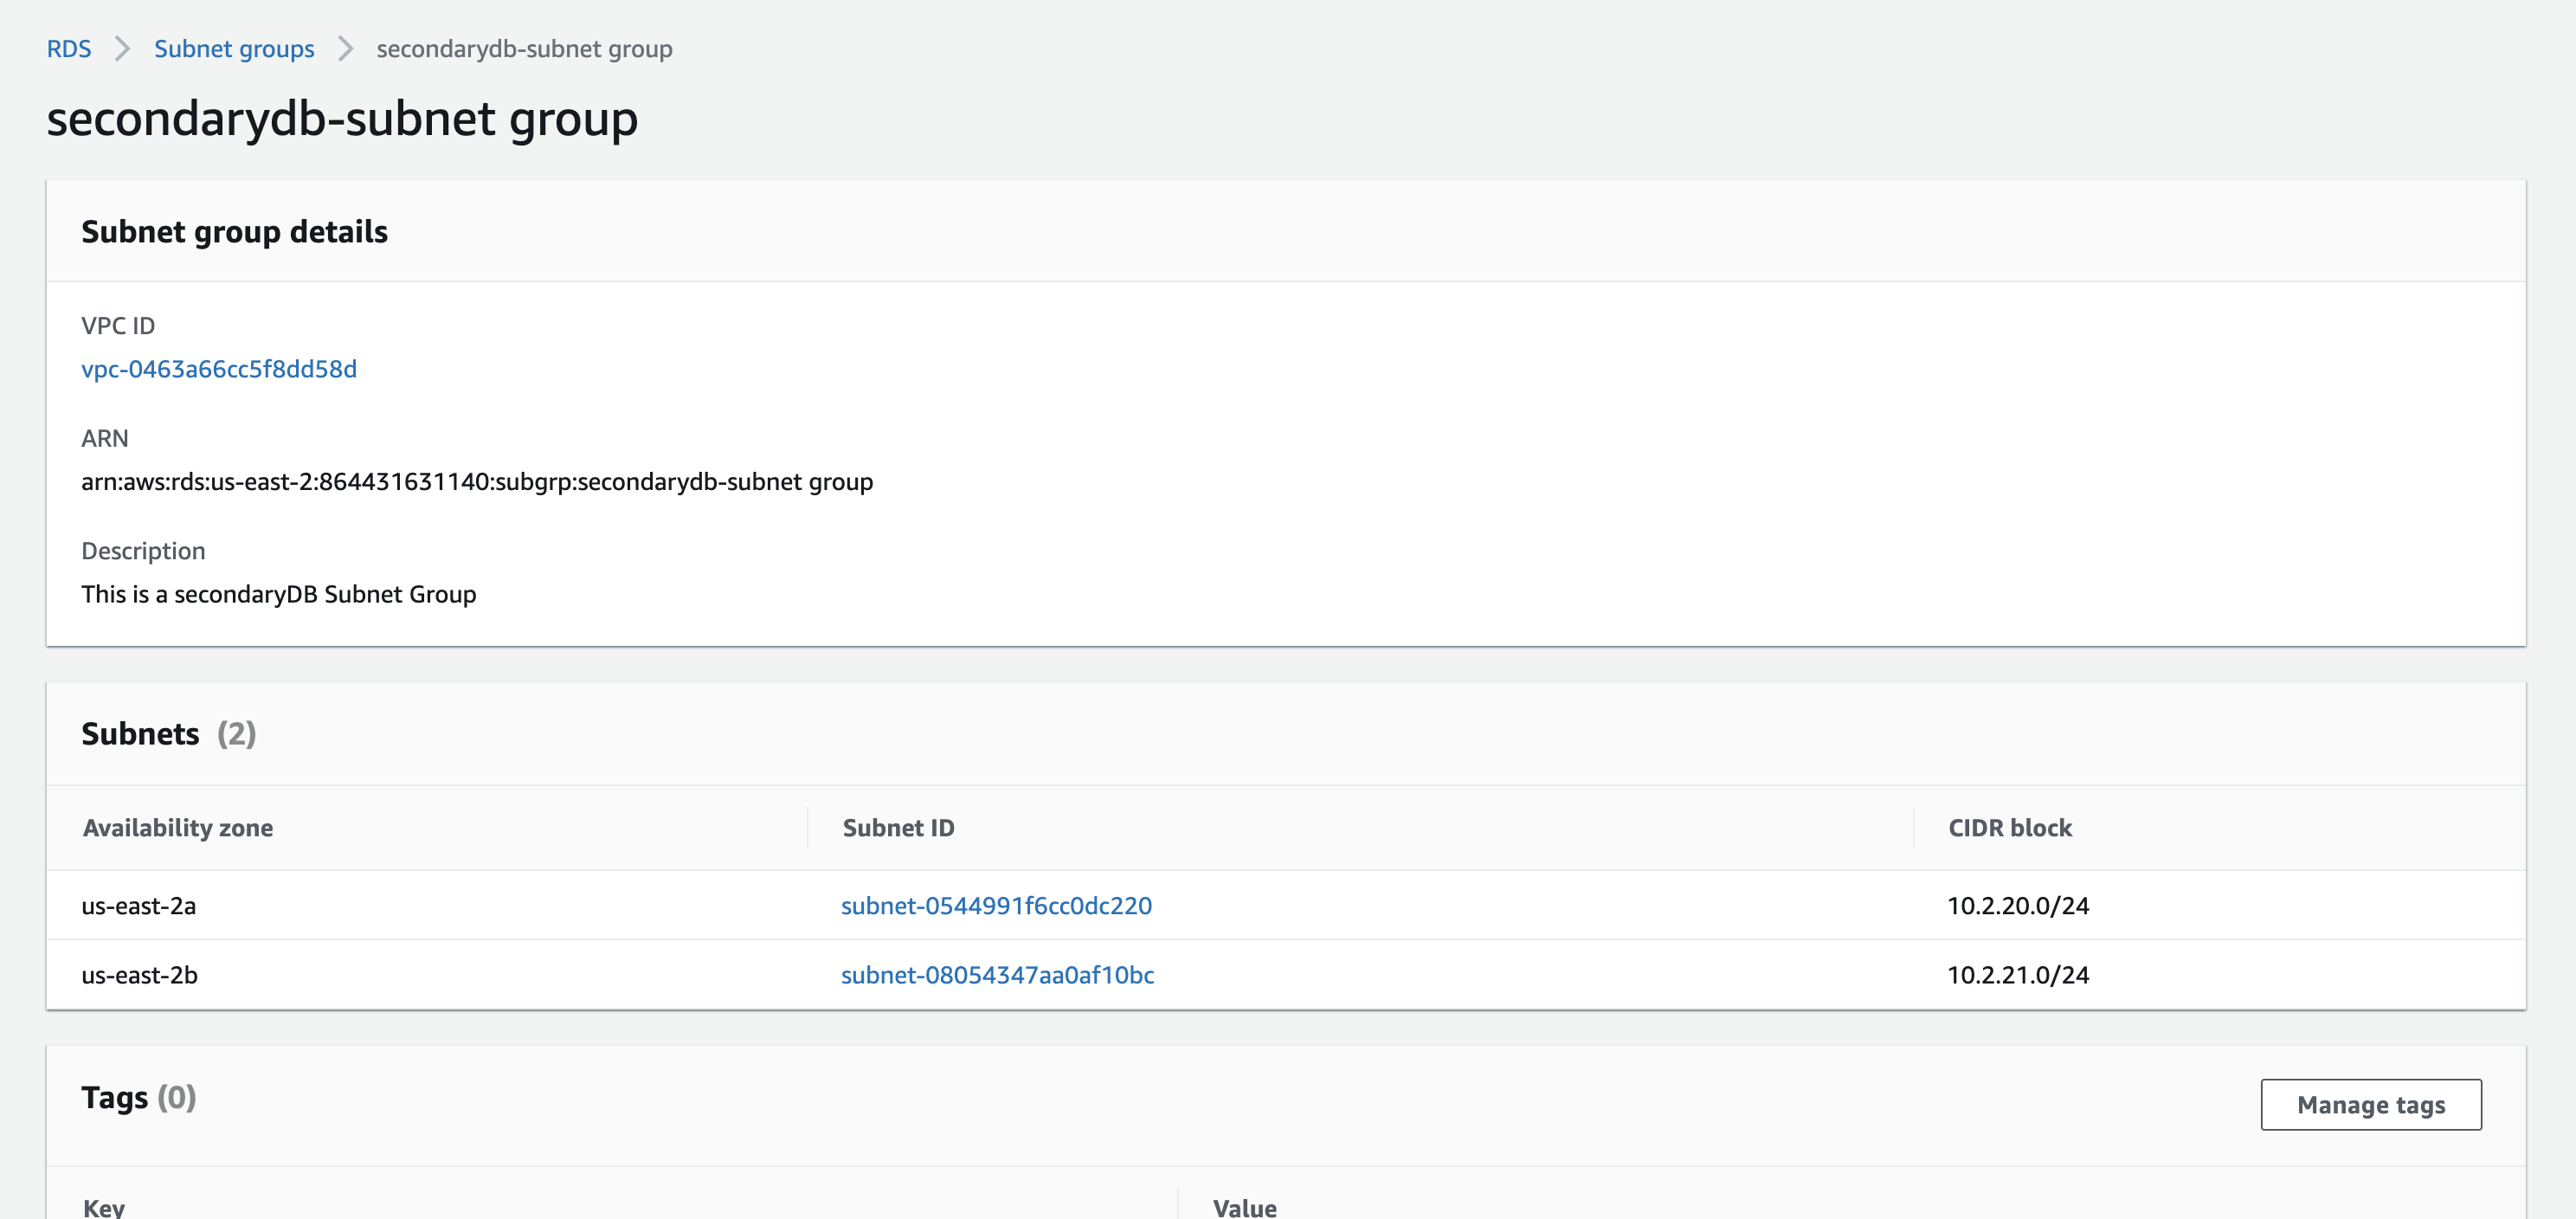 RDS > Subnet groups > secondarydb-subnet group
secondarydb-subnet group
Subnet group details
VPC ID
vpc-0463a66cc5f8dd58d
ARN
arn:aws:rds:us-east-2:864431631140:subgrp:secondarydb-subnet group
Description
This is a secondaryDB Subnet Group
Subnets (2)
Availability zone Subnet ID CIDR block
us-east-2a subnet-0544991f6cc0dc220 10.2.20.0/24
us-east-2b subnet-08054347aa0af10bc 10.2.21.0/24
Tags (0) Manage tags
Key Value